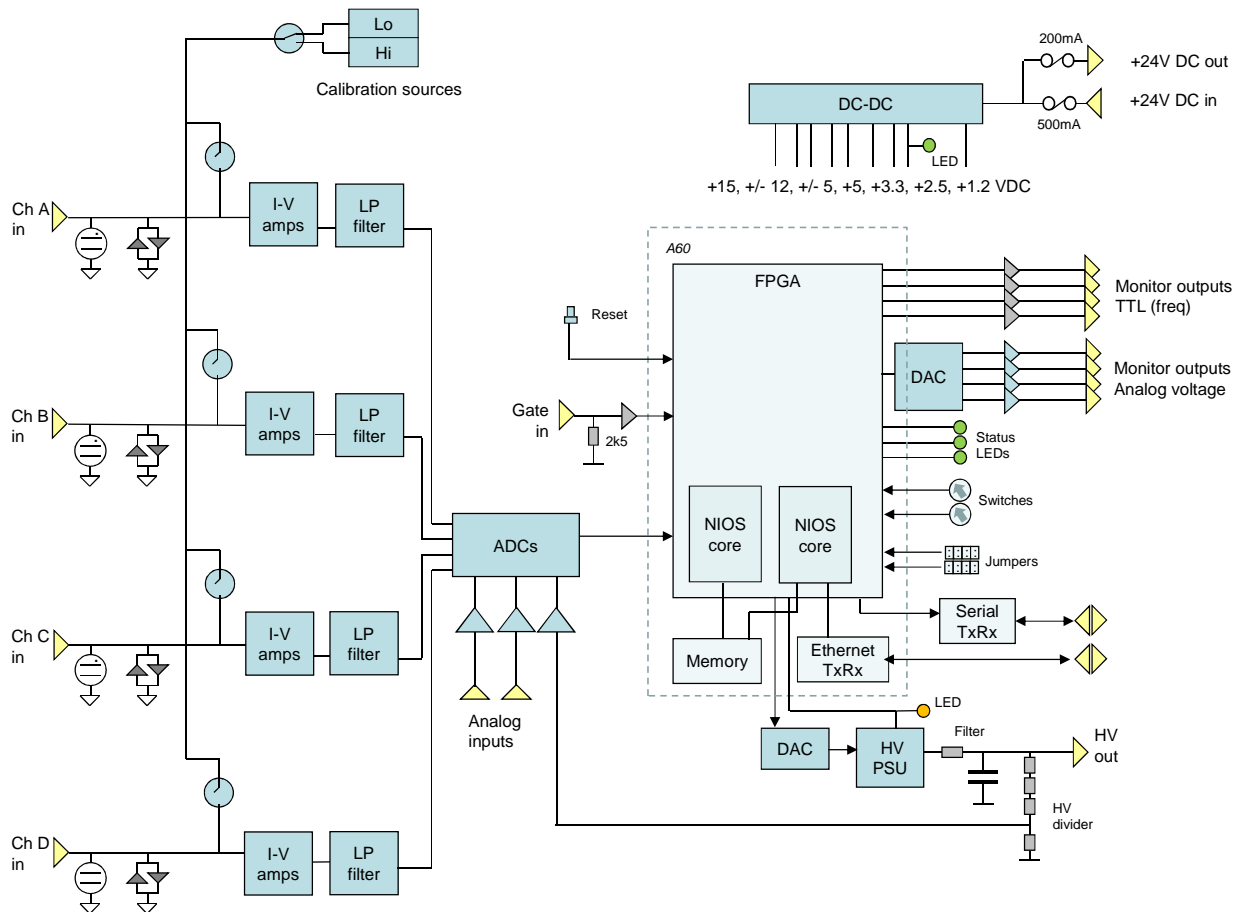 Lo
Hi
Calibration sources
200mA
+24V DC out
DC-DC
+24V DC in
500mA
LED
+15, +/- 12, +/- 5, +5, +3.3, +2.5, +1.2 VDC
Ch A
in
I-V
amps
LP
filter
A60
FPGA
Monitor outputs
TTL (freq)
Reset
DAC
Monitor outputs
Analog voltage
Ch B
in
I-V
amps
LP
filter
Gate
in
2k5
Status
LEDs
Switches
NIOS
core
NIOS
core
ADCs
Jumpers
Ch C
in
I-V
amps
LP
filter
Serial
TxRx
Memory
Ethernet
TxRx
Analog
inputs
LED
DAC
HV
PSU
Filter
HV
out
HV
divider
Ch D
in
I-V
amps
LP
filter